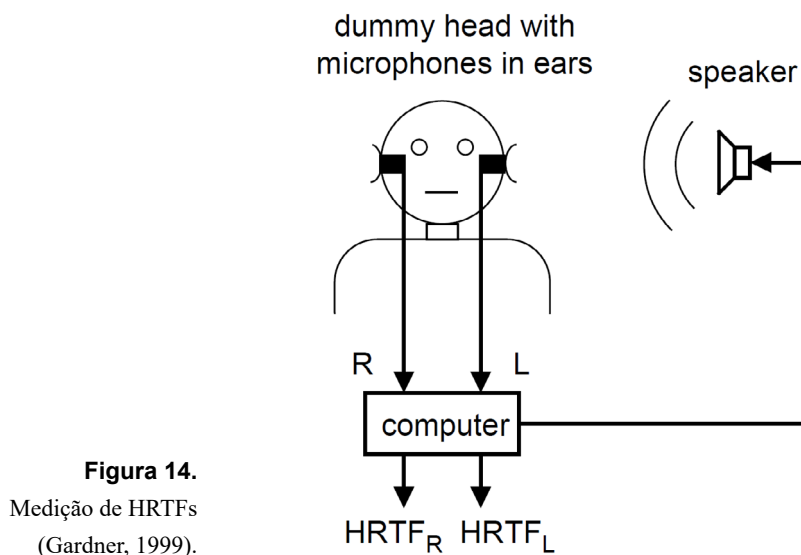 dummy head with
microphones in ears
speaker
R
L
computer
HRTF_R HRTF_L
Figura 14.
Medição de HRTFs
(Gardner, 1999).